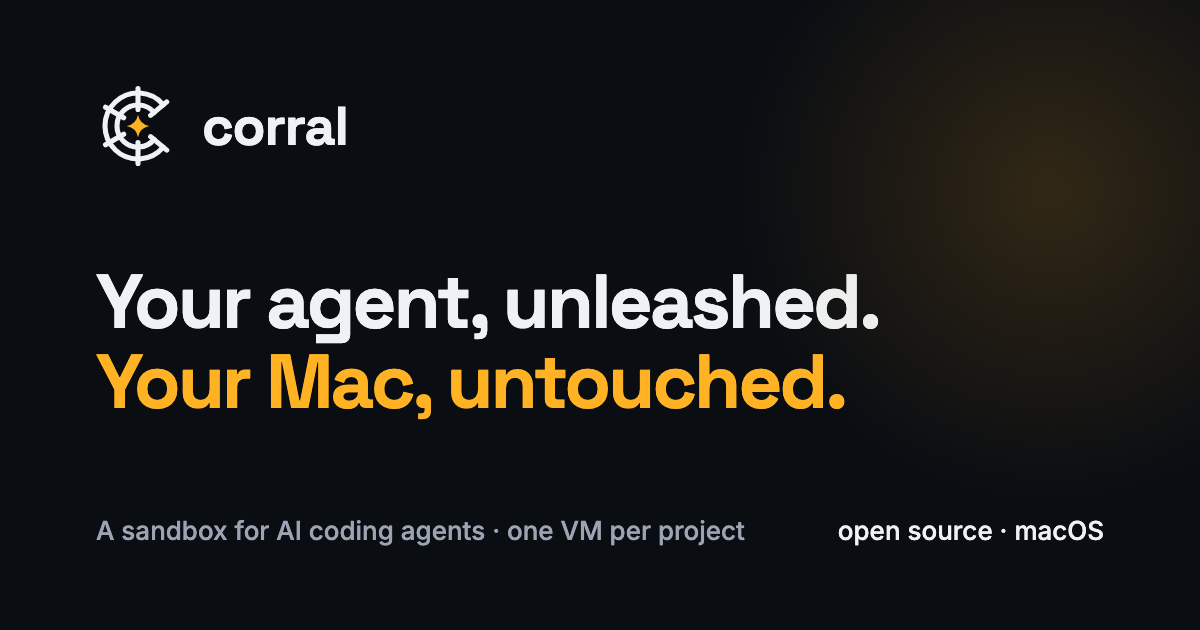 corral
Your agent, unleashed.
Your Mac, untouched.
A sandbox for AI coding agents · one VM per project
open source · macOS